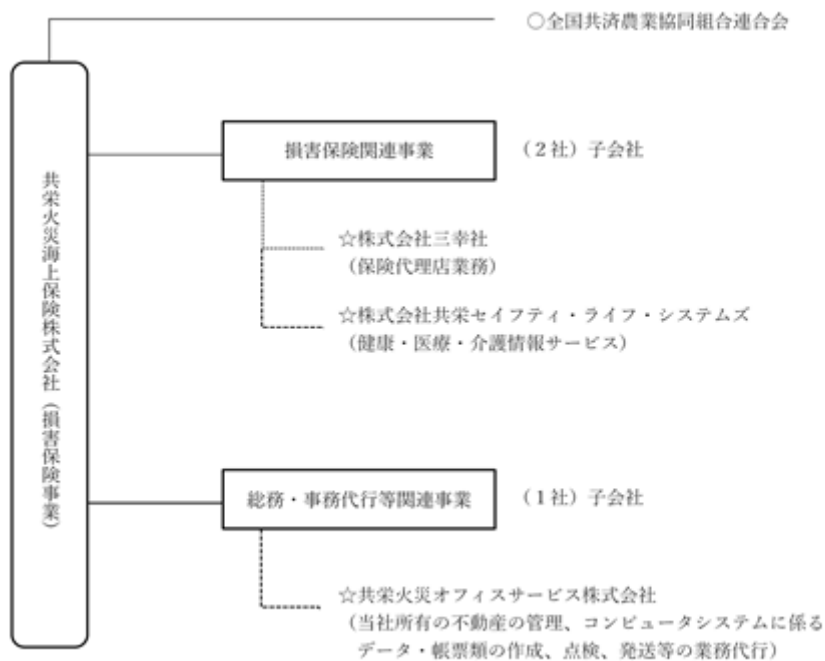 ○全国共済農業協同組合連合会
共栄火災海上保険株式会社（損害保険事業）
損害保険関連事業
（２社）子会社
☆株式会社三幸社
（保険代理店業務）
☆株式会社共栄セイフティ・ライフ・システムズ
（健康・医療・介護情報サービス）
総務・事務代行等関連事業
（１社）子会社
☆共栄火災オフィスサービス株式会社
（当社所有の不動産の管理、コンピュータシステムに係る
データ・帳票類の作成、点検、発送等の業務代行）